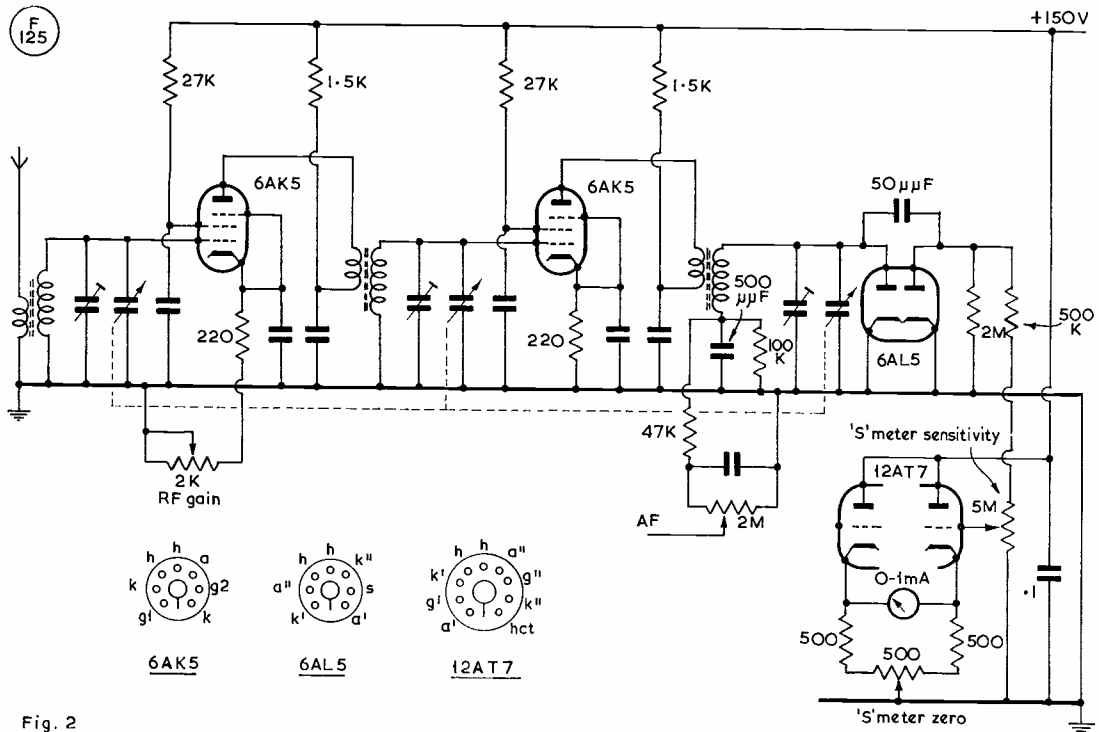 F
125
+150V
27K
1·5K
27K
1·5K
6AK5
6AK5
50μμF
220
220
500
μμF
100
K
6AL5
2M
500
K
2K
RF gain
47K
AF
2M
'S'meter sensitivity
12AT7
5M
0-1mA
·1
500
500
500
'S'meter zero
h h a
k g2
g1 k
6AK5
h h k"
a" s
k' a'
6AL5
h h a"
k' g"
g' k"
a' hct
12AT7
Fig. 2